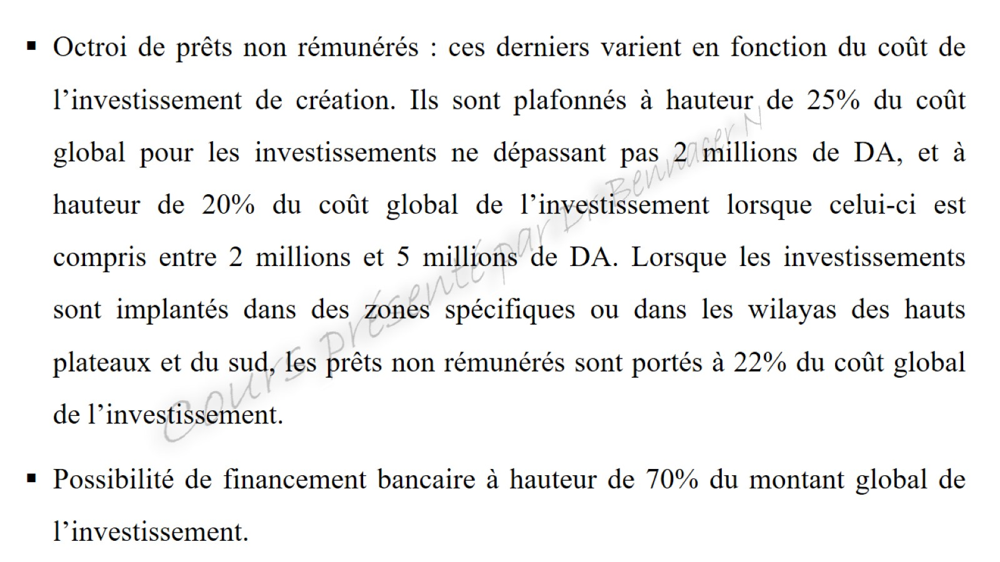 ▪ Octroi de prêts non rémunérés : ces derniers varient en fonction du coût de
l’investissement de création. Ils sont plafonnés à hauteur de 25% du coût
global pour les investissements ne dépassant pas 2 millions de DA, et à
hauteur de 20% du coût global de l’investissement lorsque celui-ci est
compris entre 2 millions et 5 millions de DA. Lorsque les investissements
sont implantés dans des zones spécifiques ou dans les wilayas des hauts
plateaux et du sud, les prêts non rémunérés sont portés à 22% du coût global
de l’investissement.
▪ Possibilité de financement bancaire à hauteur de 70% du montant global de
l’investissement.
Cours présenté par Dr Bennacer N